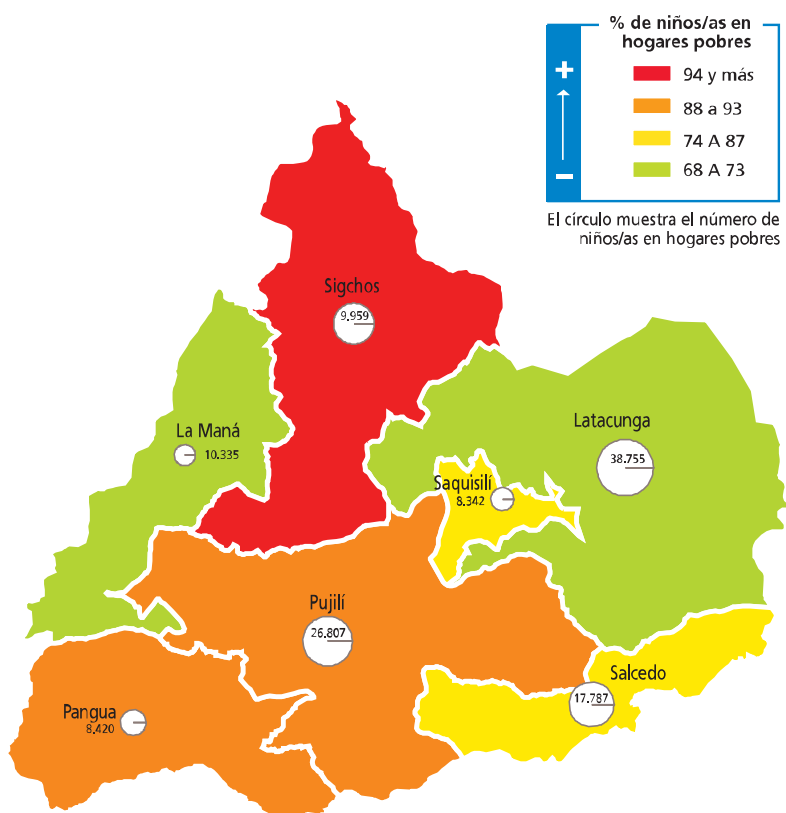 % de niños/as en
hogares pobres
+
94 y más
88 a 93
74 A 87
68 A 73
–
El círculo muestra el número de
niños/as en hogares pobres
Sigchos
9.959
La Maná
10.335
Latacunga
38.755
Saquisilí
8.342
Pujilí
26.807
Salcedo
17.787
Pangua
8.420